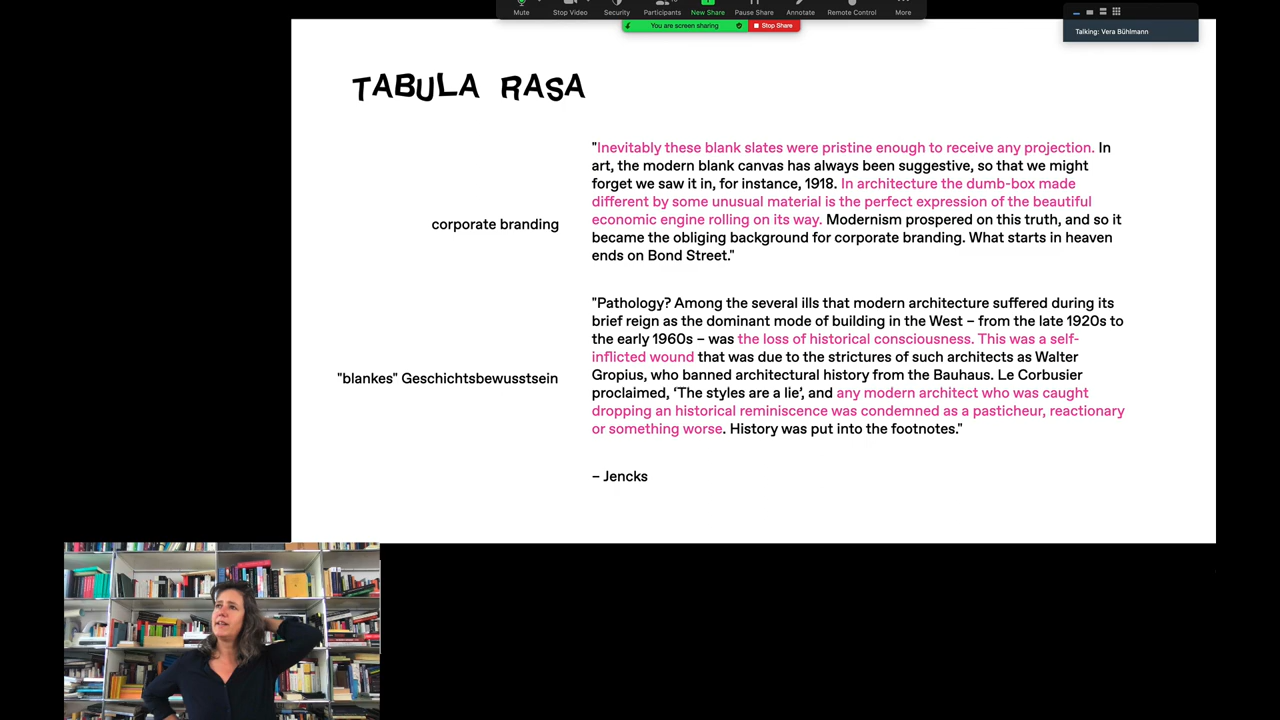 Mute
Stop Video
Security
Participants
New Share
Pause Share
Annotate
Remote Control
More
You are screen sharing
Stop Share
Talking: Vera Bühlmann
TABULA RASA
corporate branding
"Inevitably these blank slates were pristine enough to receive any projection. In
art, the modern blank canvas has always been suggestive, so that we might
forget we saw it in, for instance, 1918. In architecture the dumb-box made
different by some unusual material is the perfect expression of the beautiful
economic engine rolling on its way. Modernism prospered on this truth, and so it
became the obliging background for corporate branding. What starts in heaven
ends on Bond Street."
"blankes" Geschichtsbewusstsein
"Pathology? Among the several ills that modern architecture suffered during its
brief reign as the dominant mode of building in the West – from the late 1920s to
the early 1960s – was the loss of historical consciousness. This was a self-
inflicted wound that was due to the strictures of such architects as Walter
Gropius, who banned architectural history from the Bauhaus. Le Corbusier
proclaimed, ‘The styles are a lie’, and any modern architect who was caught
dropping an historical reminiscence was condemned as a pasticheur, reactionary
or something worse. History was put into the footnotes."
– Jencks